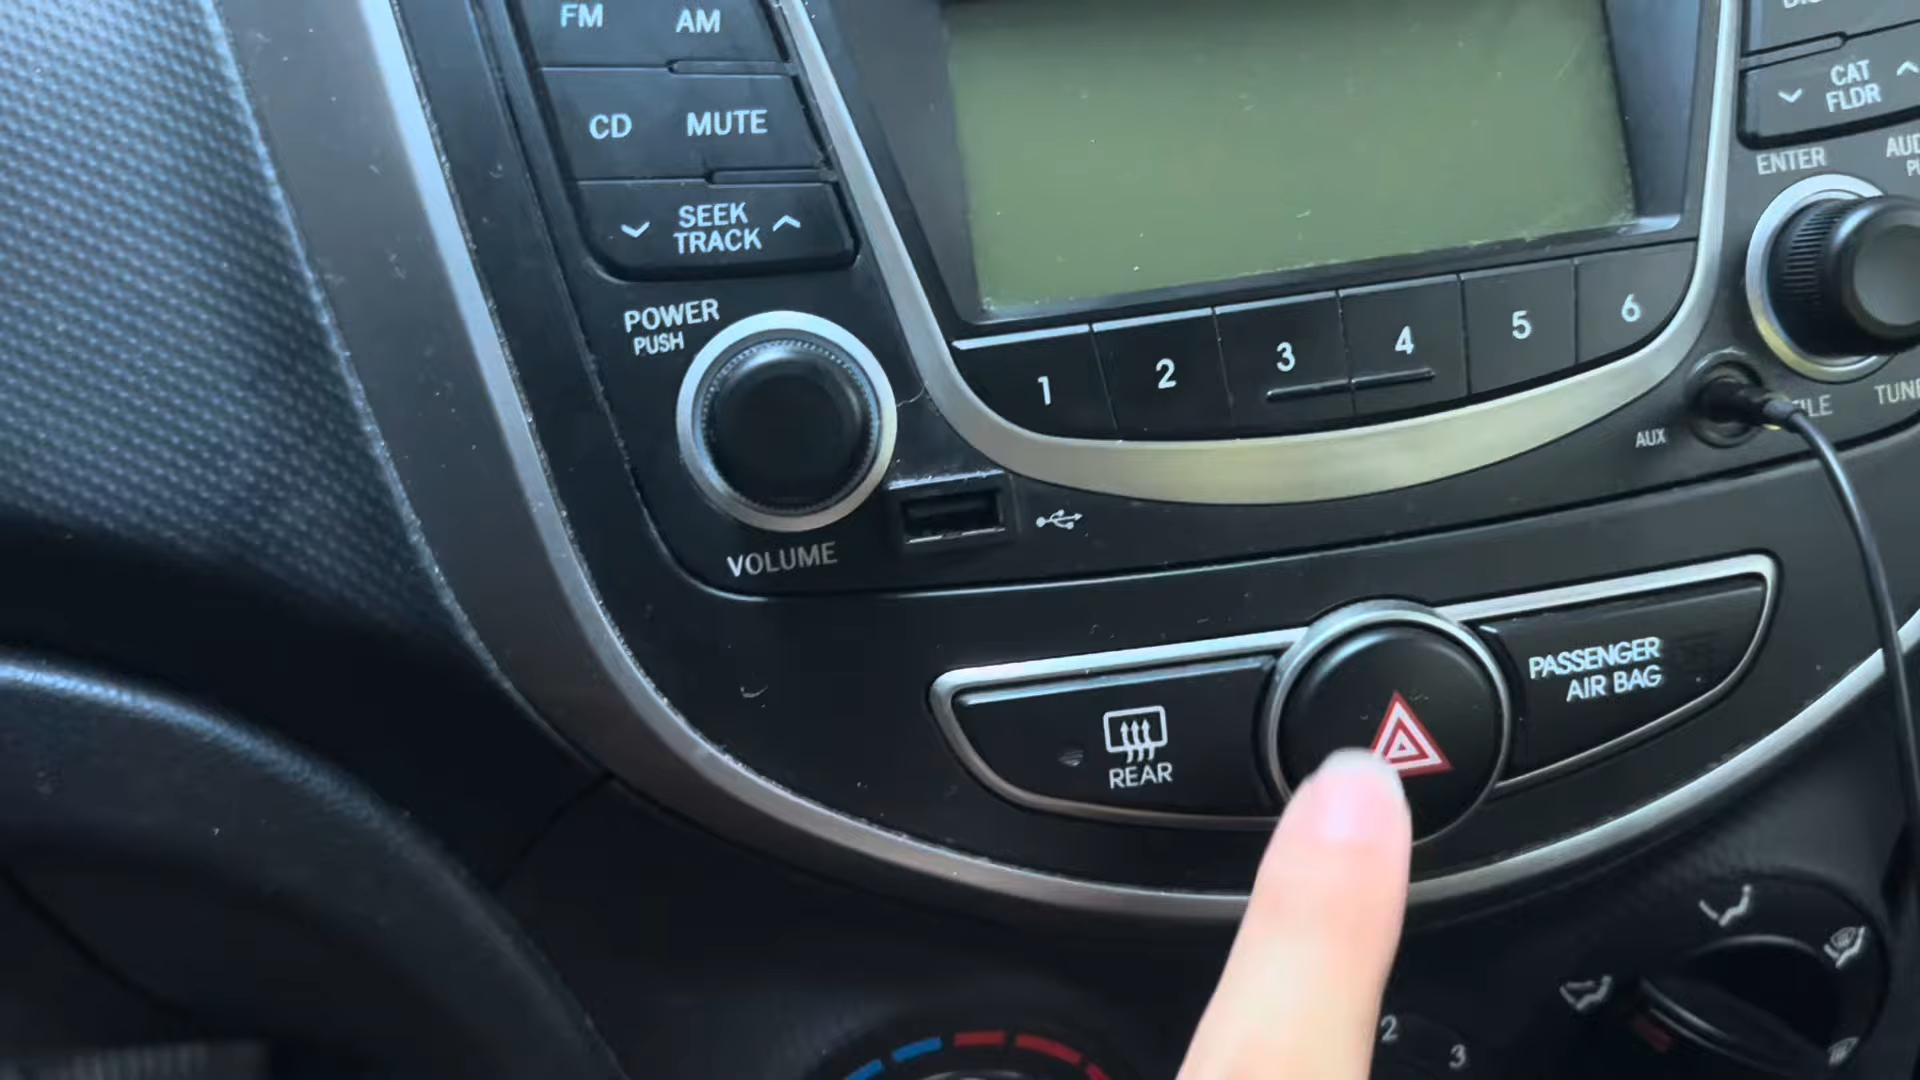 FM
AM
CD
MUTE
SEEK
TRACK
POWER
PUSH
VOLUME
1
2
3
4
5
6
CAT
FLDR
ENTER
AUX
REAR
PASSENGER
AIR BAG
2
3